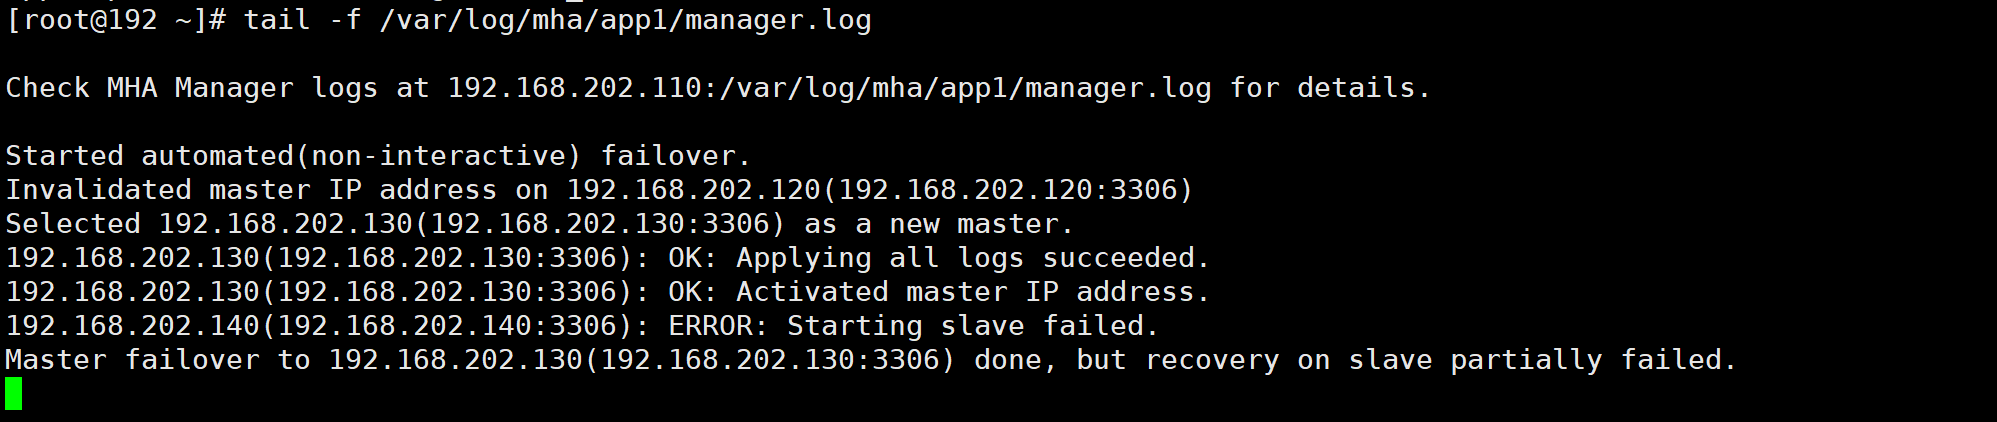 [root@192 ~]# tail -f /var/log/mha/app1/manager.log
Check MHA Manager logs at 192.168.202.110:/var/log/mha/app1/manager.log for details.
Started automated(non-interactive) failover.
Invalidated master IP address on 192.168.202.120(192.168.202.120:3306)
Selected 192.168.202.130(192.168.202.130:3306) as a new master.
192.168.202.130(192.168.202.130:3306): OK: Applying all logs succeeded.
192.168.202.130(192.168.202.130:3306): OK: Activated master IP address.
192.168.202.140(192.168.202.140:3306): ERROR: Starting slave failed.
Master failover to 192.168.202.130(192.168.202.130:3306) done, but recovery on slave partially failed.